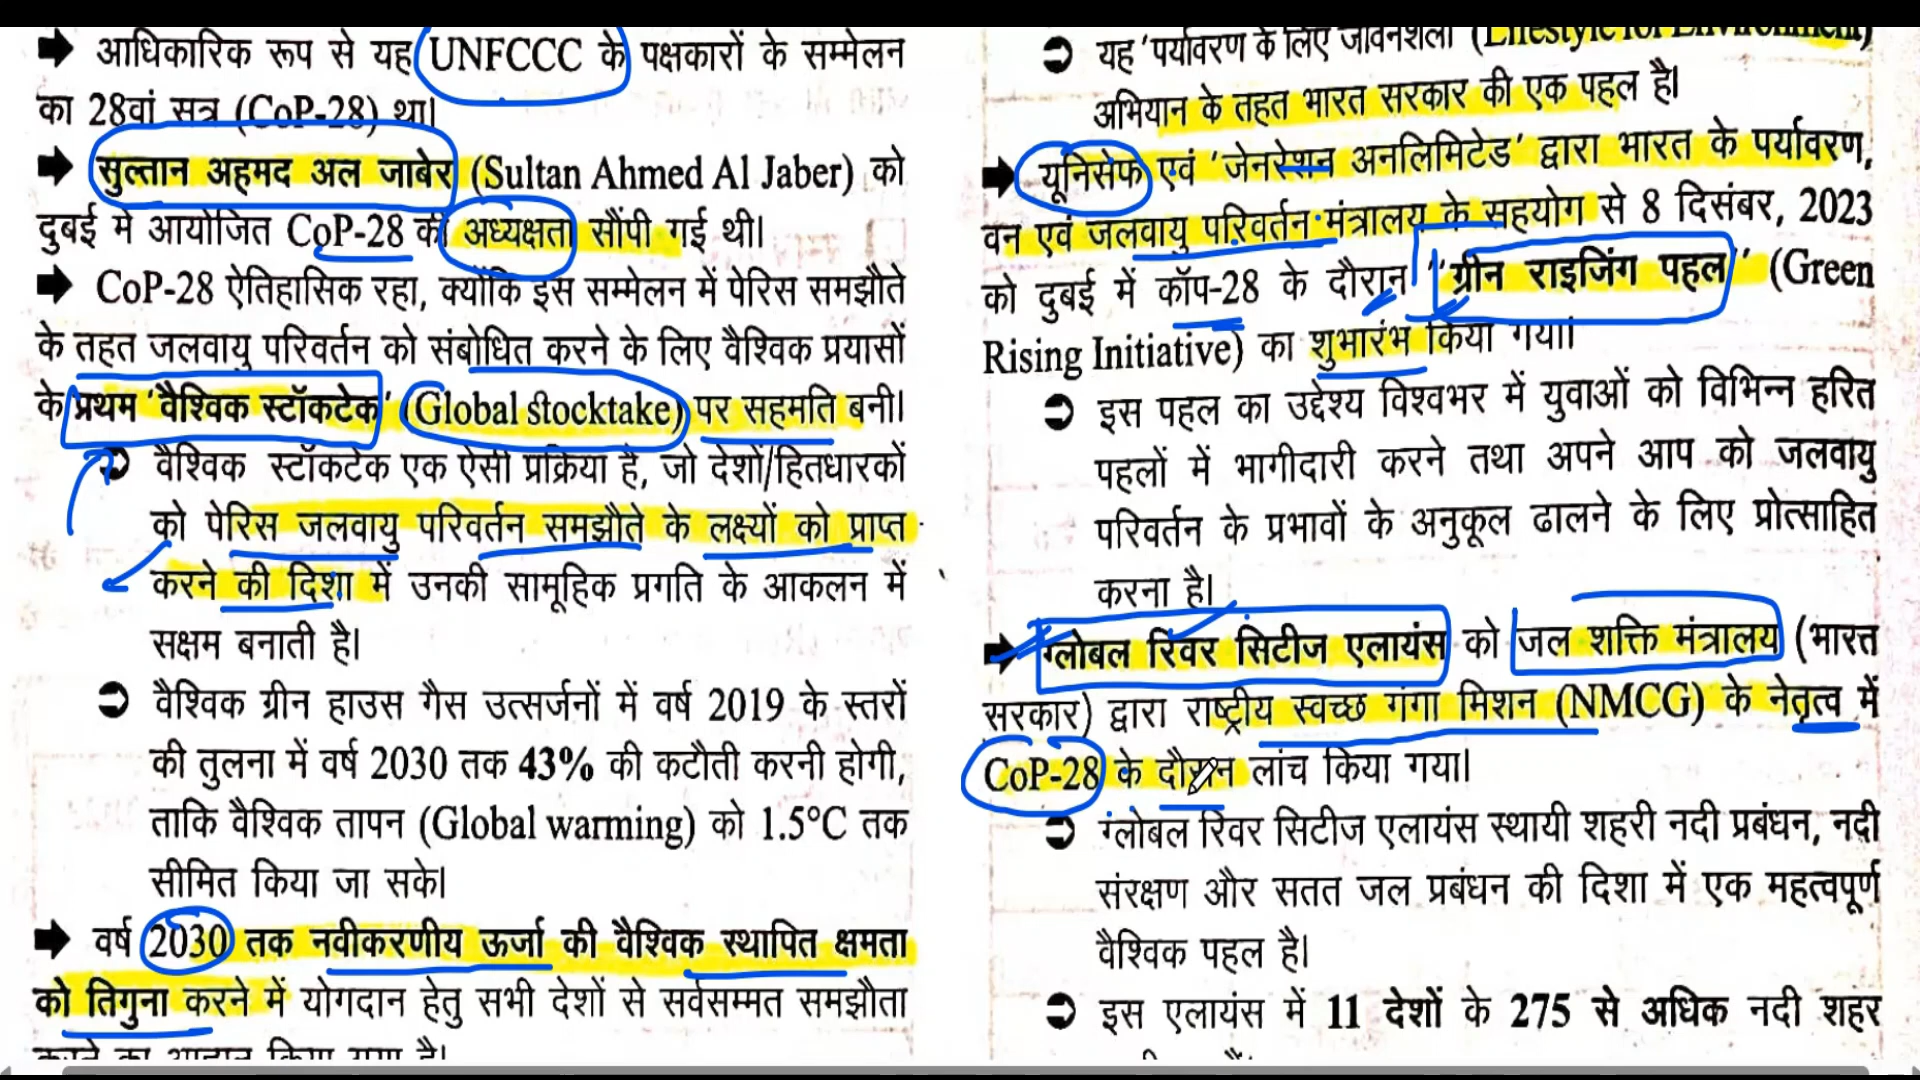 आधिकारिक रूप से यह UNFCCC के पक्षकारों के सम्मेलन
का 28वां सत्र (CoP-28) था।
सुल्तान अहमद अल जाबेर (Sultan Ahmed Al Jaber) को
दुबई में आयोजित CoP-28 की अध्यक्षता सौंपी गई थी।
CoP-28 ऐतिहासिक रहा, क्योंकि इस सम्मेलन में पेरिस समझौते
के तहत जलवायु परिवर्तन को संबोधित करने के लिए वैश्विक प्रयासों
के प्रथम 'वैश्विक स्टॉकटेक' (Global stocktake) पर सहमति बनी।
वैश्विक स्टॉकटेक एक ऐसी प्रक्रिया है, जो देशों/हितधारकों
को पेरिस जलवायु परिवर्तन समझौते के लक्ष्यों को प्राप्त
करने की दिशा में उनकी सामूहिक प्रगति के आकलन में
सक्षम बनाती है।
वैश्विक ग्रीन हाउस गैस उत्सर्जनों में वर्ष 2019 के स्तरों
की तुलना में वर्ष 2030 तक 43% की कटौती करनी होगी,
ताकि वैश्विक तापन (Global warming) को 1.5°C तक
सीमित किया जा सके।
वर्ष 2030 तक नवीकरणीय ऊर्जा की वैश्विक स्थापित क्षमता
को तिगुना करने में योगदान हेतु सभी देशों से सर्वसम्मत समझौता
करने का आह्वान किया गया है।
यह 'पर्यावरण के लिए जीवनशैली (Lifestyle for Environment)
अभियान के तहत भारत सरकार की एक पहल है।
यूनिसेफ एवं 'जेनरेशन अनलिमिटेड' द्वारा भारत के पर्यावरण,
वन एवं जलवायु परिवर्तन मंत्रालय के सहयोग से 8 दिसंबर, 2023
को दुबई में कॉप-28 के दौरान ''ग्रीन राइजिंग पहल'' (Green
Rising Initiative) का शुभारंभ किया गया।
इस पहल का उद्देश्य विश्वभर में युवाओं को विभिन्न हरित
पहलों में भागीदारी करने तथा अपने आप को जलवायु
परिवर्तन के प्रभावों के अनुकूल ढालने के लिए प्रोत्साहित
करना है।
ग्लोबल रिवर सिटीज एलायंस को जल शक्ति मंत्रालय (भारत
सरकार) द्वारा राष्ट्रीय स्वच्छ गंगा मिशन (NMCG) के नेतृत्व में
CoP-28 के दौरान लांच किया गया।
ग्लोबल रिवर सिटीज एलायंस स्थायी शहरी नदी प्रबंधन, नदी
संरक्षण और सतत जल प्रबंधन की दिशा में एक महत्वपूर्ण
वैश्विक पहल है।
इस एलायंस में 11 देशों के 275 से अधिक नदी शहर